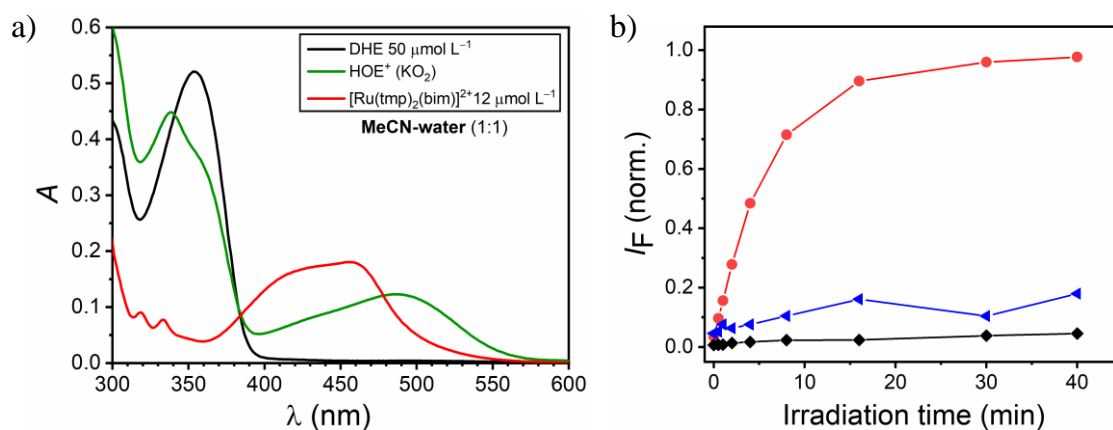 a)
0.6
0.5
0.4
0.3
0.2
0.1
0.0
A
DHE 50 μmol L⁻¹
HOE⁺ (KO₂)
[Ru(tmp)₂(bim)]²⁺12 μmol L⁻¹
MeCN-water (1:1)
300 350 400 450 500 550 600
λ (nm)
b)
1.0
0.8
0.6
0.4
0.2
0.0
I_F (norm.)
0 10 20 30 40
Irradiation time (min)